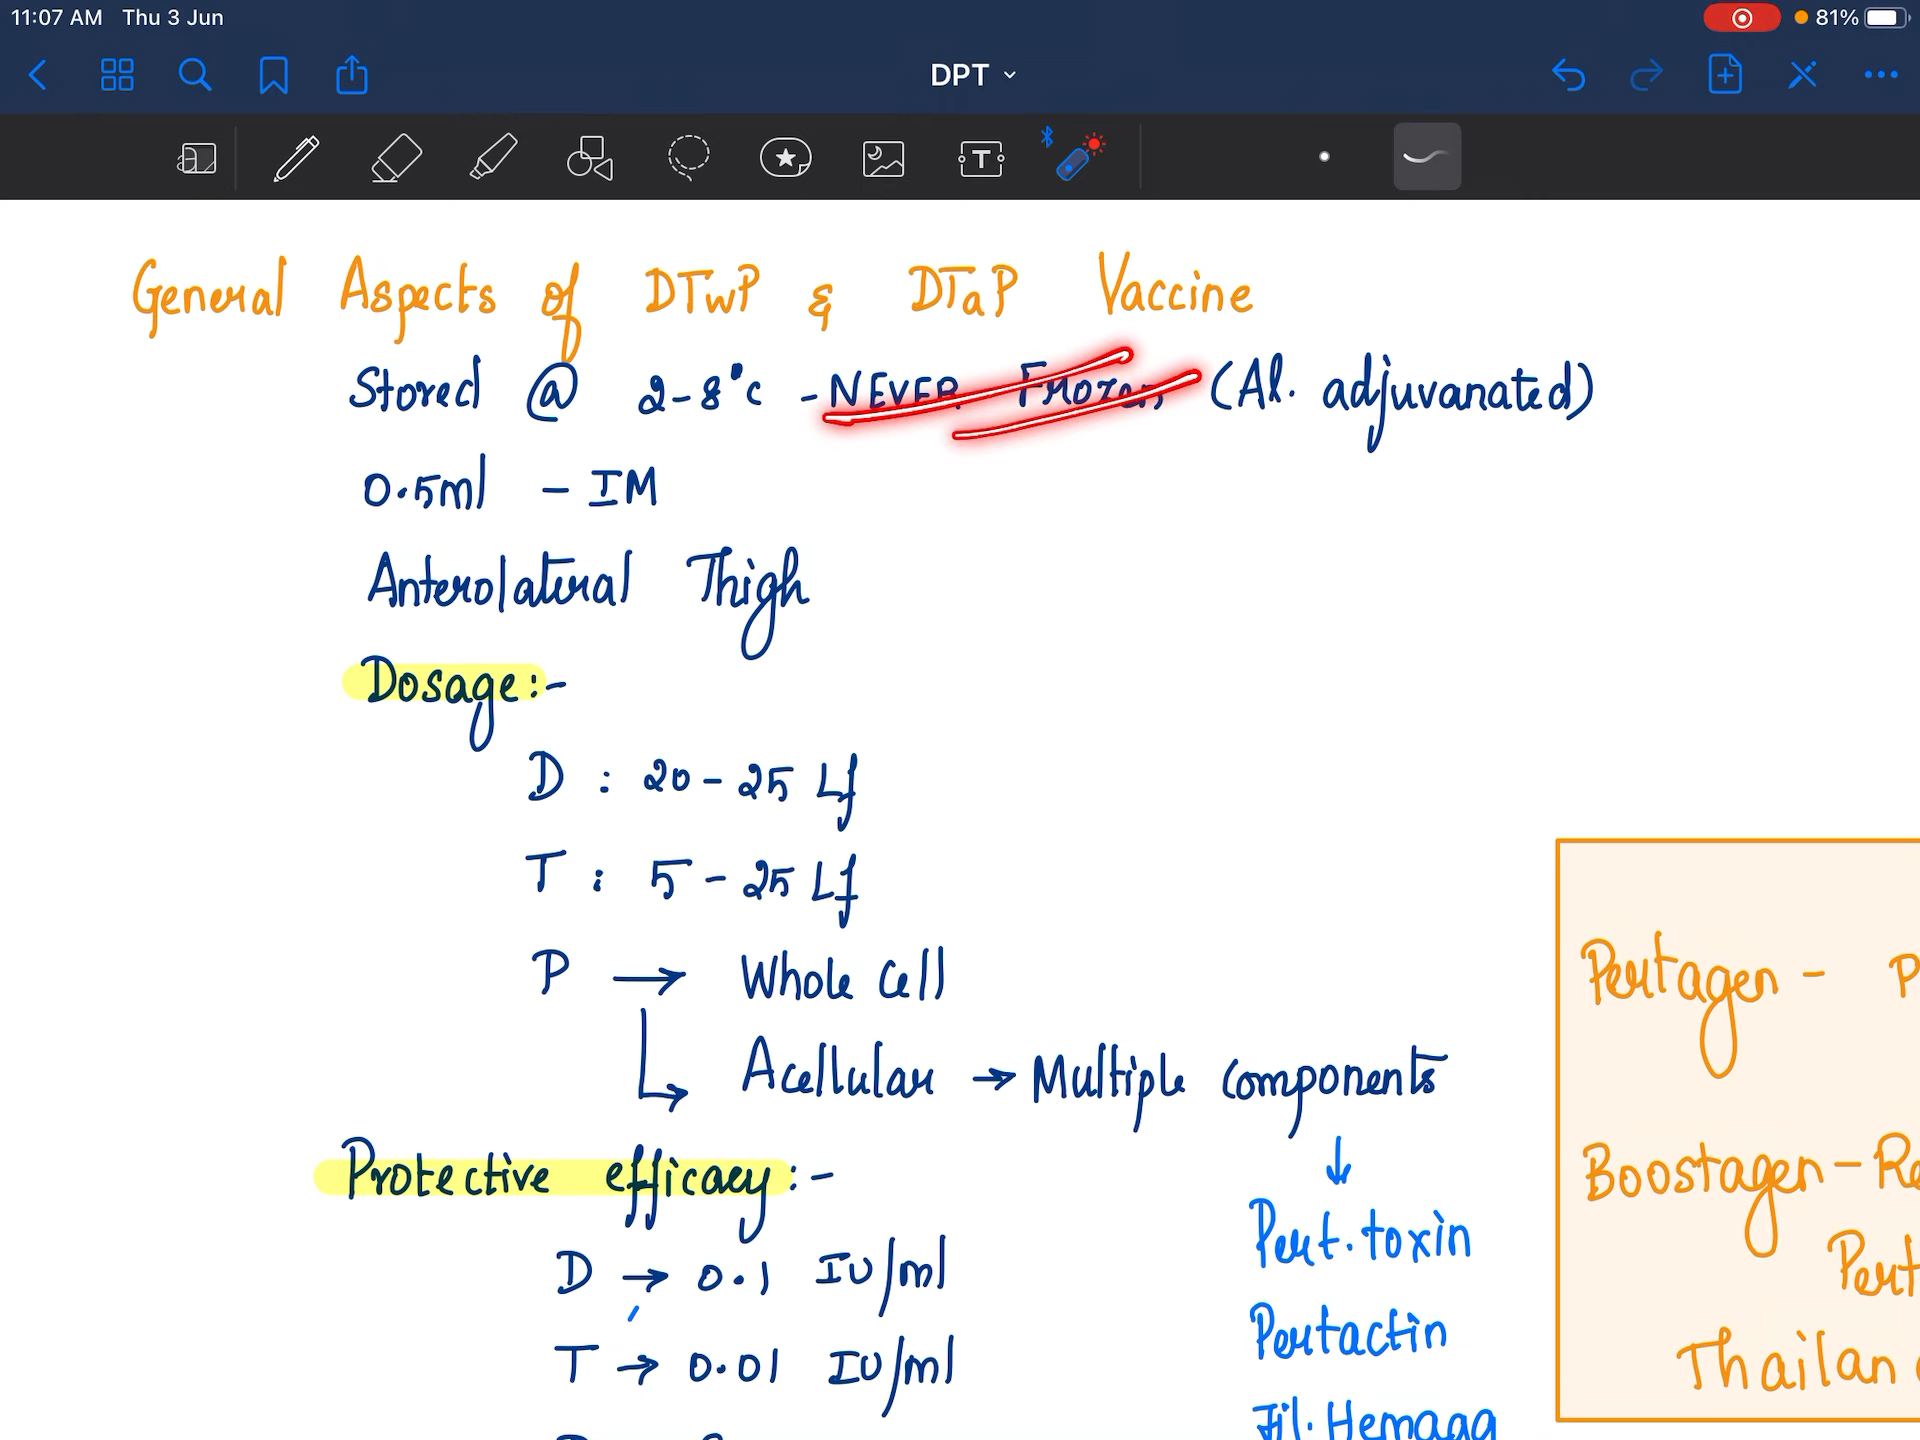 11:07 AM Thu 3 Jun
81%
DPT
T
General Aspects of DTwP & DTaP Vaccine
Stored @ 2-8°c - NEVER Frozen (Al. adjuvanated)
0.5ml - IM
Anterolateral Thigh
Dosage:-
D : 20-25 Lf
T : 5-25 Lf
P → Whole cell
Acellular → Multiple components
Protective efficacy:-
D → 0.1 IU/ml
T → 0.01 IU/ml
Pert. toxin
Pertactin
Fil. Hemagg
Pertagen - P
Boostagen - Re
Pert
Thailan